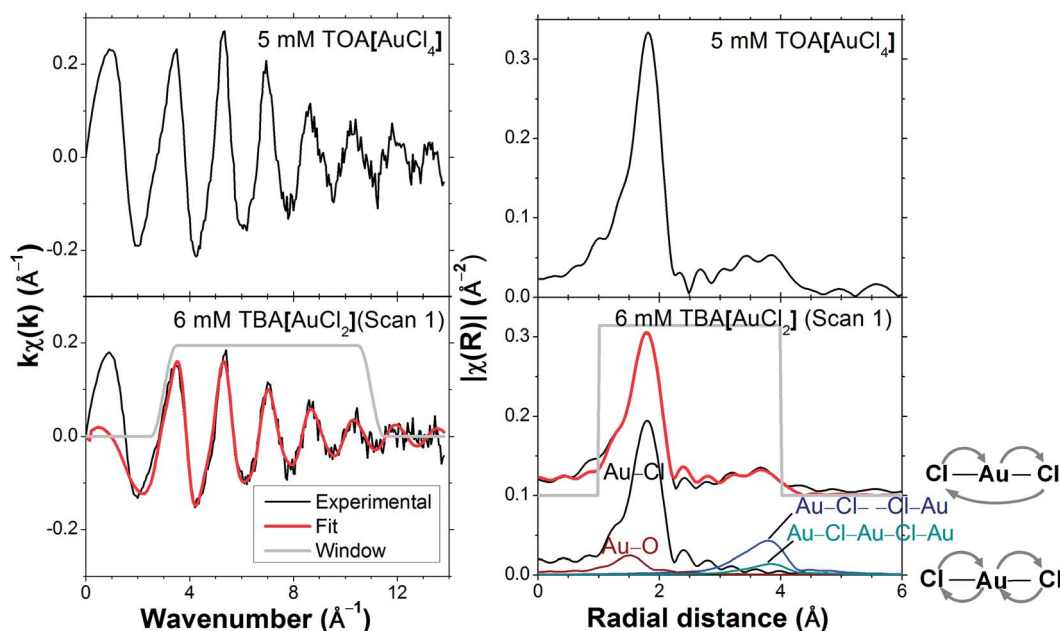 5 mM TOA[AuCl₄]
0.2
0.0
-0.2
kχ(k) (Å⁻¹)
6 mM TBA[AuCl₂](Scan 1)
0.2
0.0
-0.2
Experimental
Fit
Window
0 4 8 12
Wavenumber (Å⁻¹)
5 mM TOA[AuCl₄]
0.3
0.2
0.1
0.0
|χ(R)| (Å⁻²)
6 mM TBA[AuCl₂] (Scan 1)
0.3
0.2
0.1
0.0
Au–Cl
Au–O
Au–Cl– –Cl–Au
Au–Cl–Au–Cl–Au
0 1 2 3 4 5 6
Radial distance (Å)
Cl—Au—Cl
Cl—Au—Cl